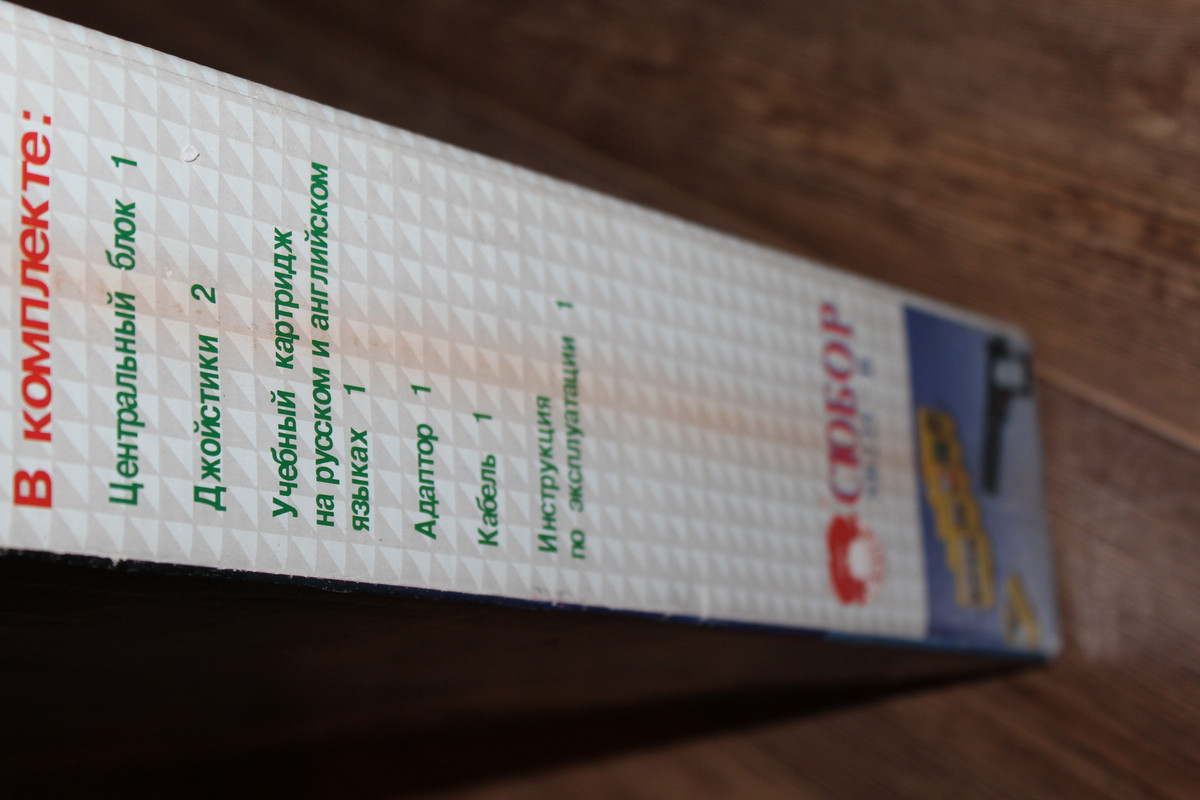 В комплекте:
Центральный блок 1
Джойстики 2
Учебный картридж
на русском и английском
языках 1
Адаптор 1
Кабель 1
Инструкция
по эксплуатации 1
СЮБОР